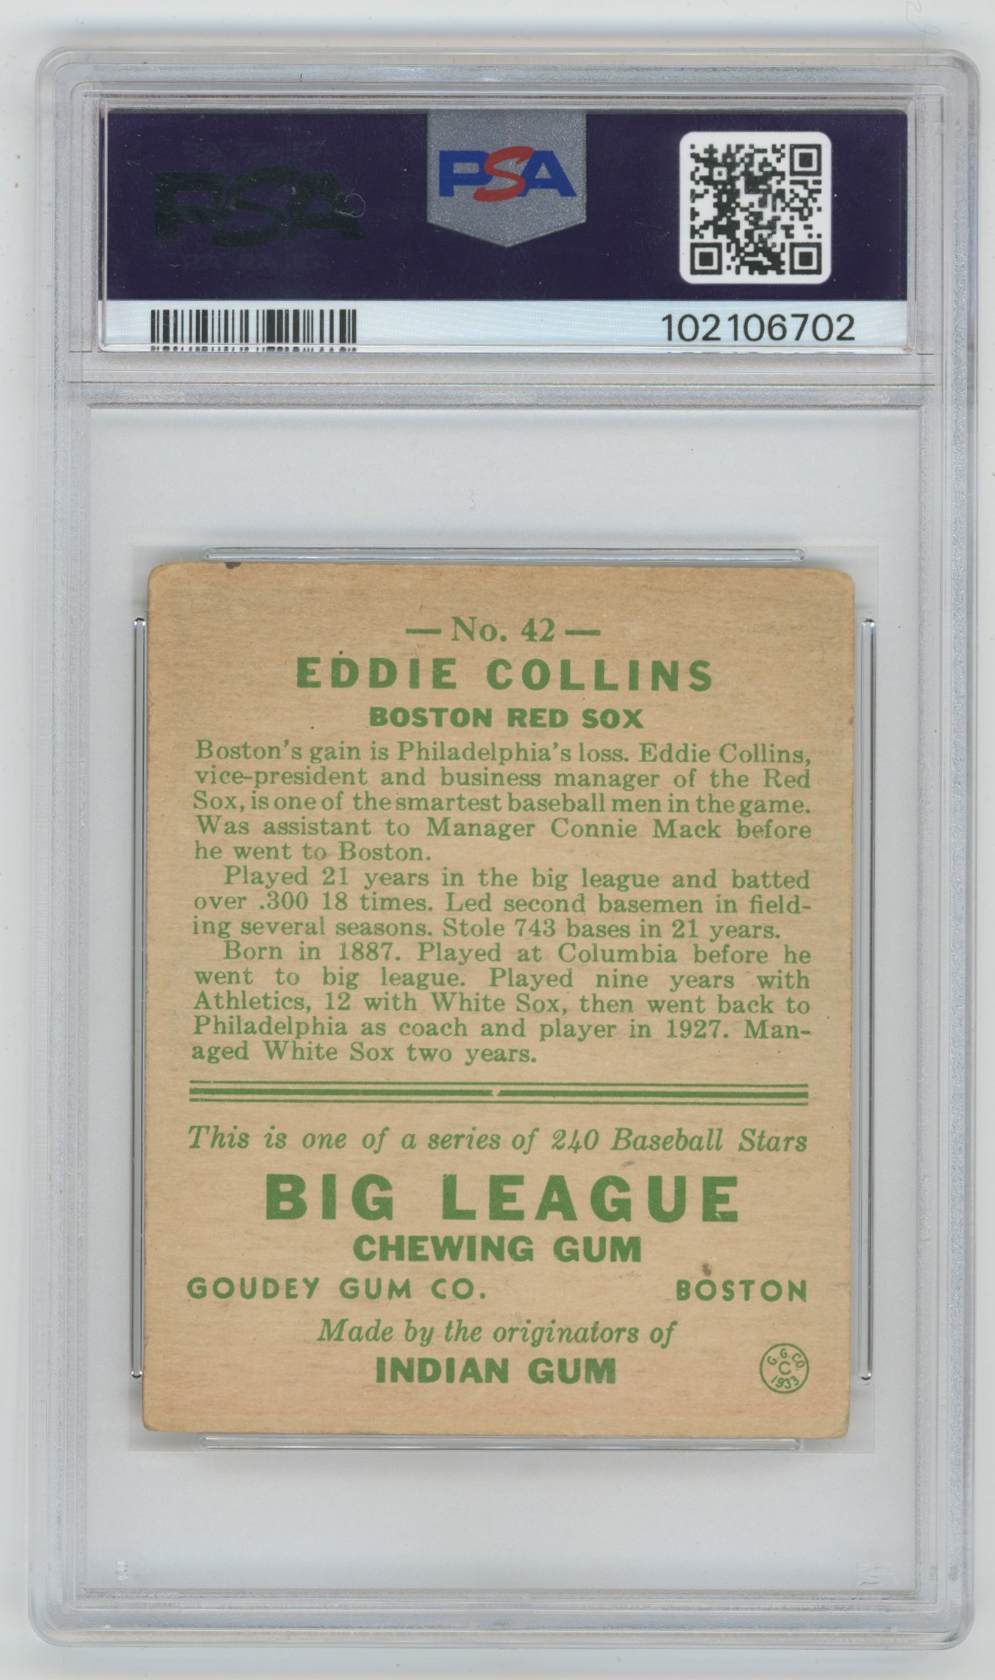 PSA
PSA
102106702
— No. 42 —
EDDIE COLLINS
BOSTON RED SOX
Boston's gain is Philadelphia's loss. Eddie Collins,
vice-president and business manager of the Red
Sox, is one of the smartest baseball men in the game.
Was assistant to Manager Connie Mack before
he went to Boston.
Played 21 years in the big league and batted
over .300 18 times. Led second basemen in field-
ing several seasons. Stole 743 bases in 21 years.
Born in 1887. Played at Columbia before he
went to big league. Played nine years with
Athletics, 12 with White Sox, then went back to
Philadelphia as coach and player in 1927. Man-
aged White Sox two years.
This is one of a series of 240 Baseball Stars
BIG LEAGUE
CHEWING GUM
GOUDEY GUM CO. BOSTON
Made by the originators of
INDIAN GUM
G. G. CO.
C
1933